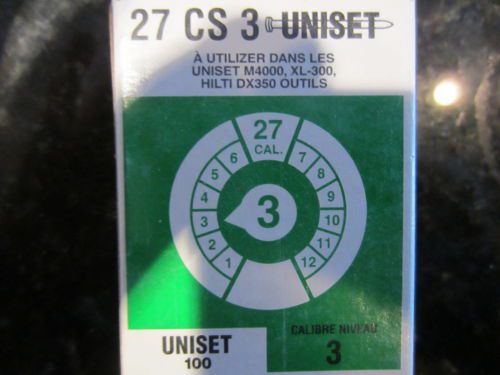 27 CS 3 UNISET
À UTILIZER DANS LES
UNISET M4000, XL-300,
HILTI DX350 OUTILS
27
CAL.
6 7
5 8
4 9
3 3 10
2 11
1 12
UNISET
100
CALIBRE NIVEAU
3